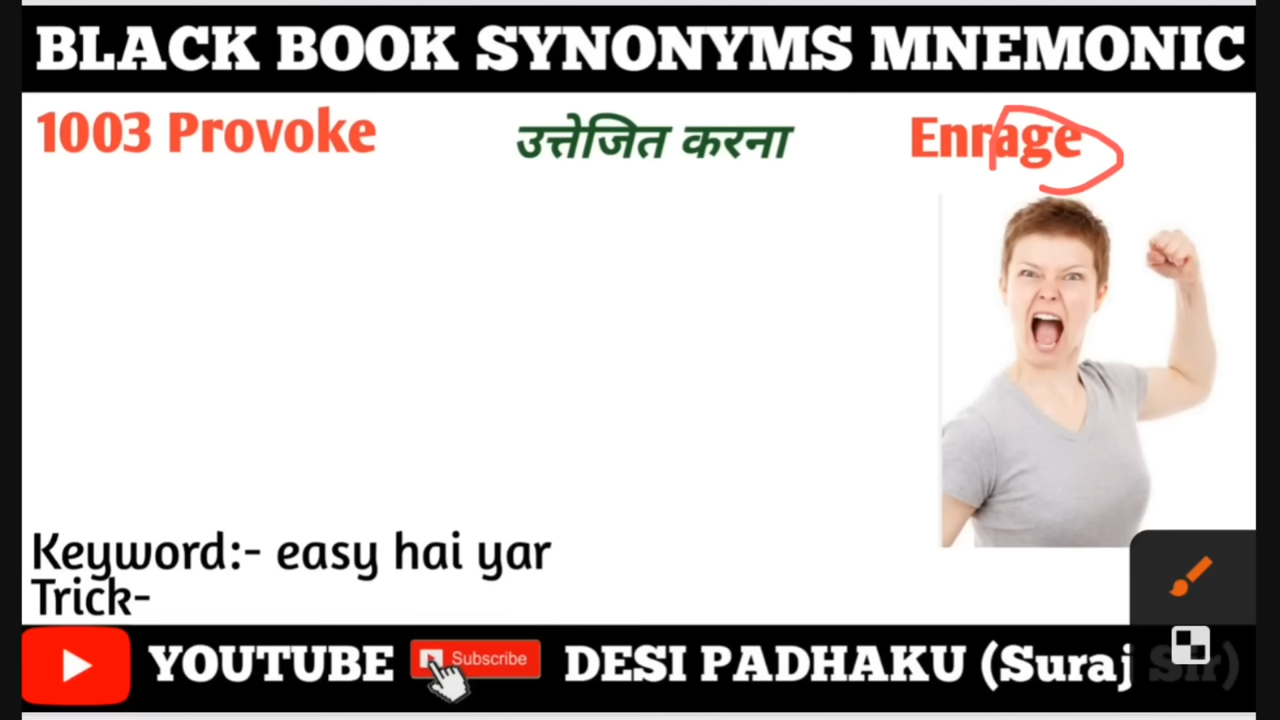 BLACK BOOK SYNONYMS MNEMONIC
1003 Provoke उत्तेजित करना Enrage
Keyword:- easy hai yar
Trick-
YOUTUBE Subscribe DESI PADHAKU (Suraj Sir)